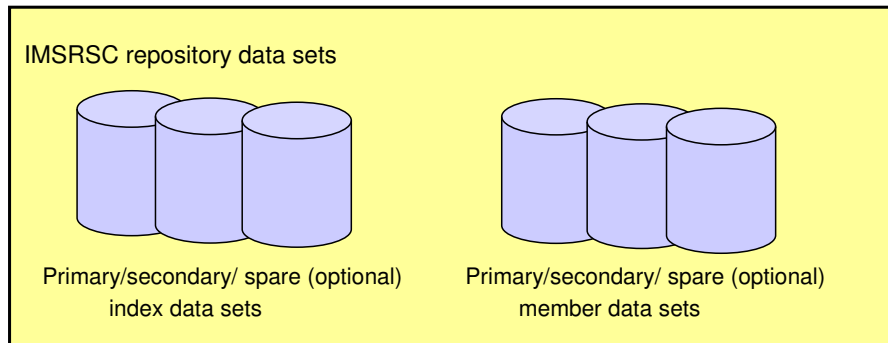 IMSRSC repository data sets
Primary/secondary/ spare (optional)
index data sets
Primary/secondary/ spare (optional)
member data sets